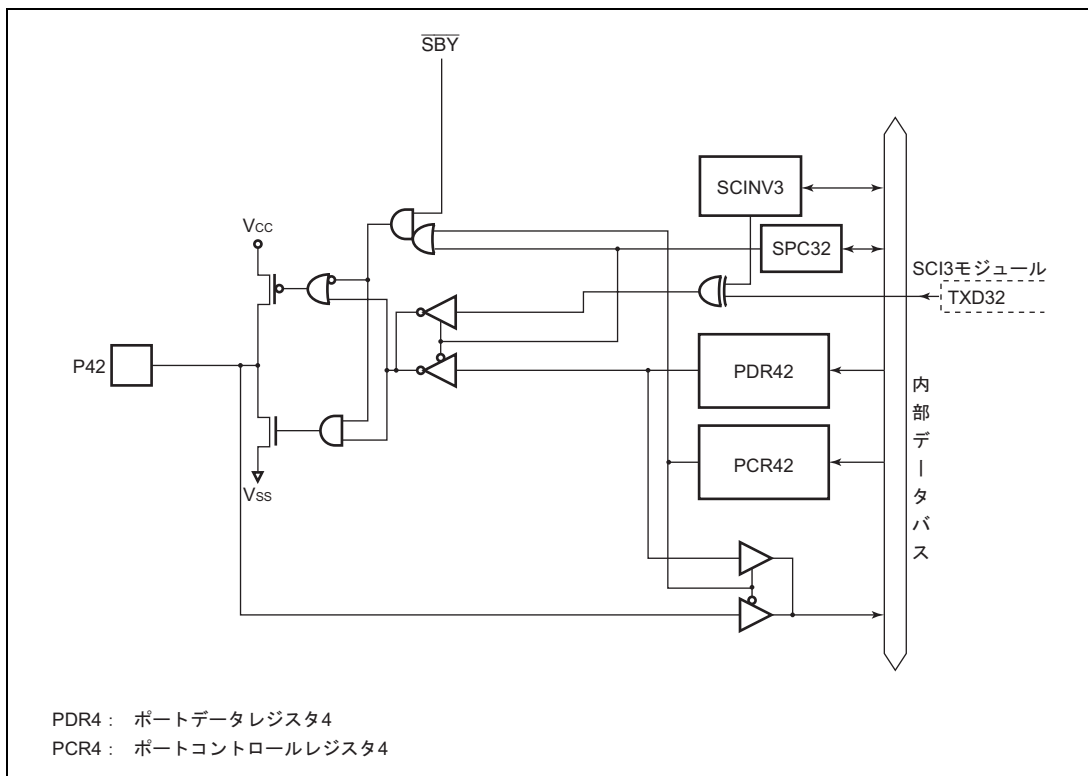 SBY
SCINV3
VCC
SPC32
SCI3モジュール
TXD32
P42
PDR42
PCR42
VSS
内部データバス
PDR4： ポートデータレジスタ4
PCR4： ポートコントロールレジスタ4